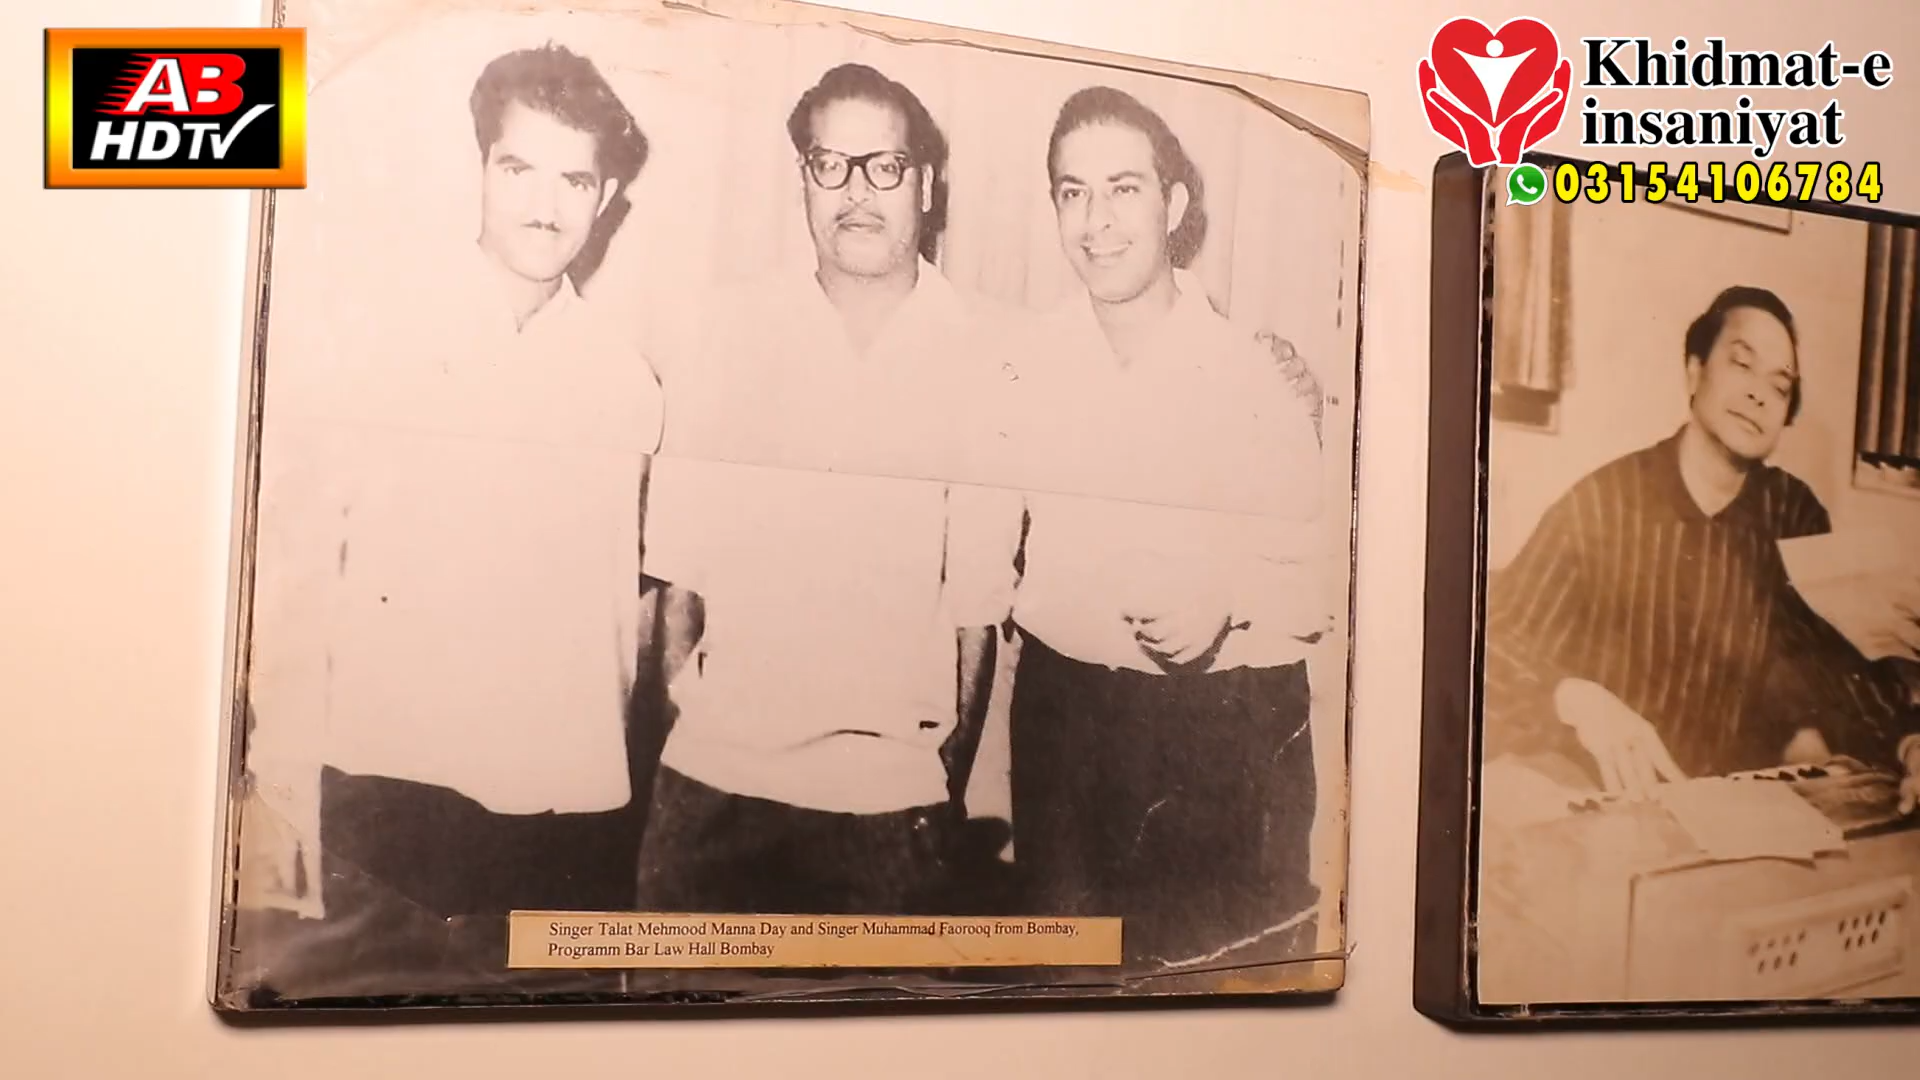 AB
HDTV
Khidmat-e
insaniyat
03154106784
Singer Talat Mehmood Manna Day and Singer Muhammad Faorooq from Bombay,
Programm Bar Law Hall Bombay